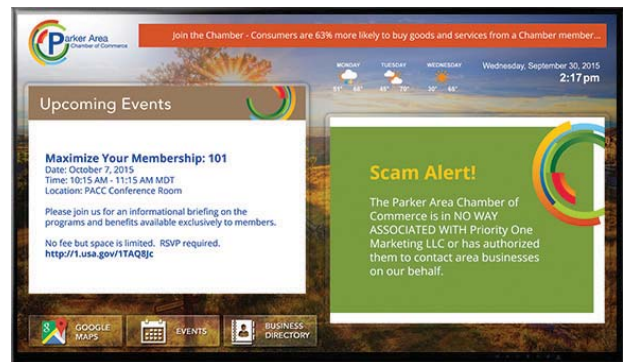 Parker Area
Chamber of Commerce
Join the Chamber - Consumers are 63% more likely to buy goods and services from a Chamber member...
MONDAY TUESDAY WEDNESDAY
Wednesday, September 30, 2015
2:17pm
Upcoming Events
Maximize Your Membership: 101
Date: October 7, 2015
Time: 10:15 AM - 11:15 AM MDT
Location: PACC Conference Room
Please join us for an informational briefing on the
programs and benefits available exclusively to members.
No fee but space is limited. RSVP required.
http://1.usa.gov/1TAQ8Jc
Scam Alert!
The Parker Area Chamber of
Commerce is in NO WAY
ASSOCIATED WITH Priority One
Marketing LLC or has authorized
them to contact area businesses
on our behalf.
GOOGLE
MAPS
EVENTS
BUSINESS
DIRECTORY